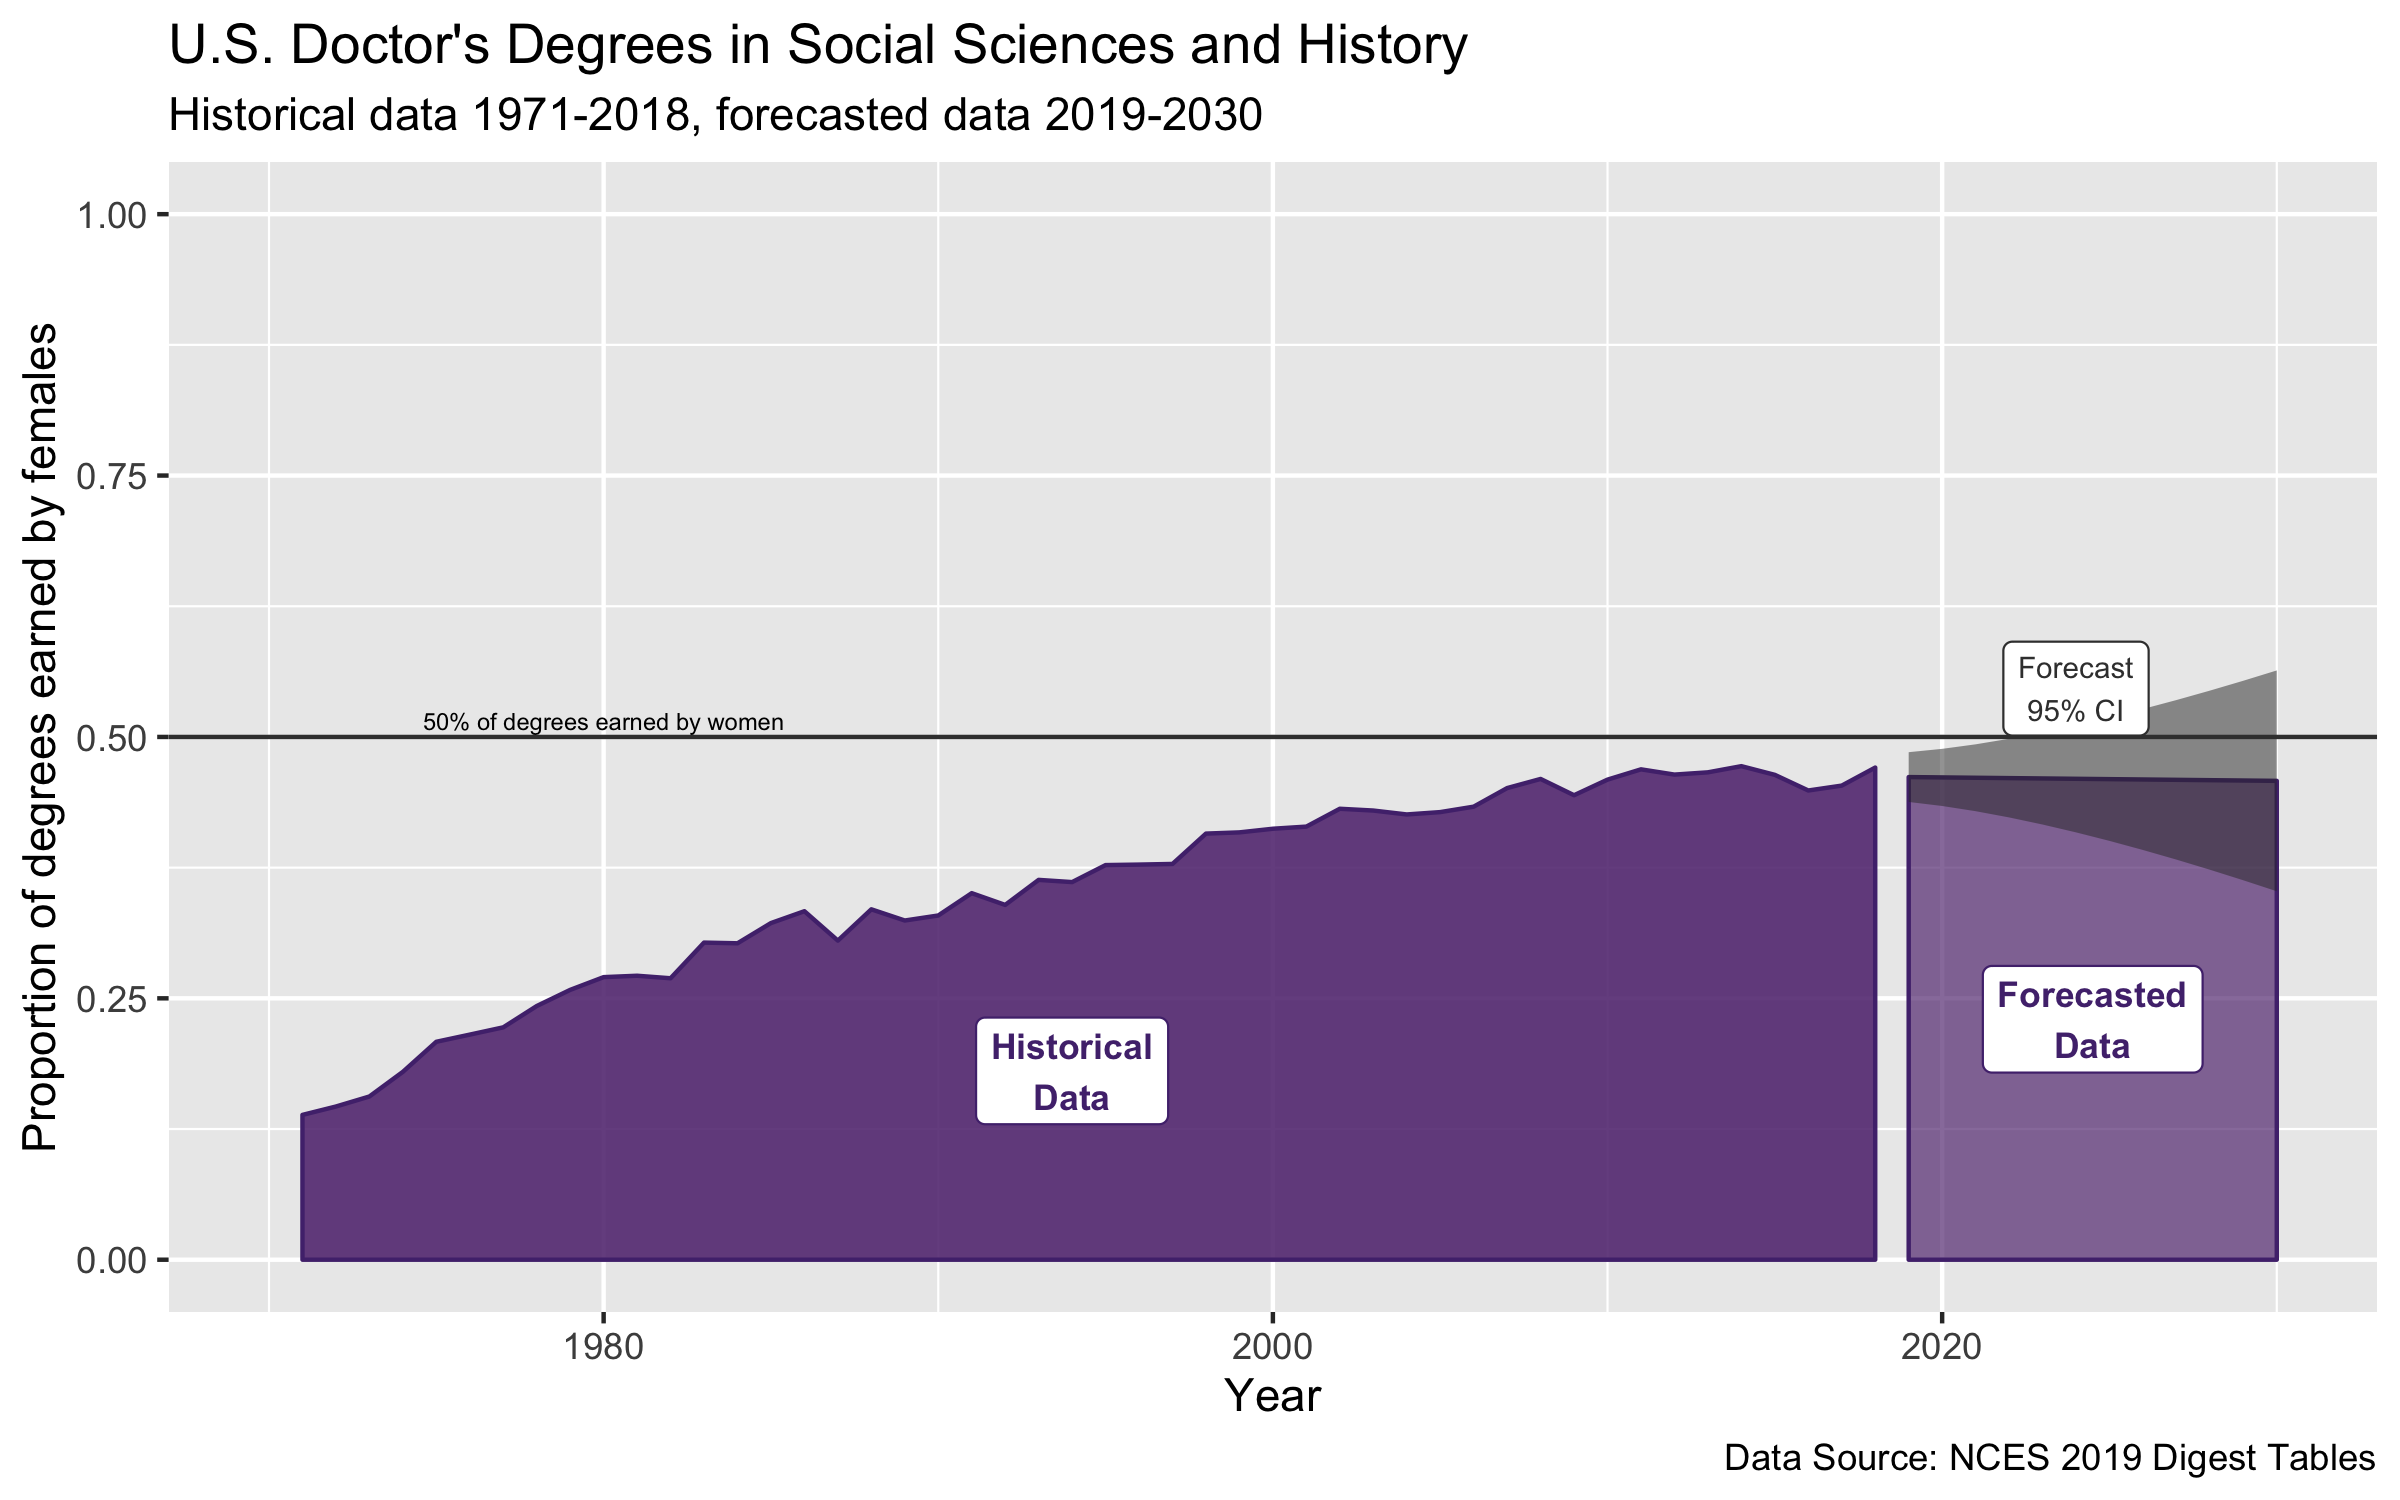 U.S. Doctor's Degrees in Social Sciences and History
Historical data 1971-2018, forecasted data 2019-2030
Proportion of degrees earned by females
1.00
0.75
0.50
0.25
0.00
50% of degrees earned by women
Forecast
95% CI
Historical
Data
Forecasted
Data
1980
2000
2020
Year
Data Source: NCES 2019 Digest Tables